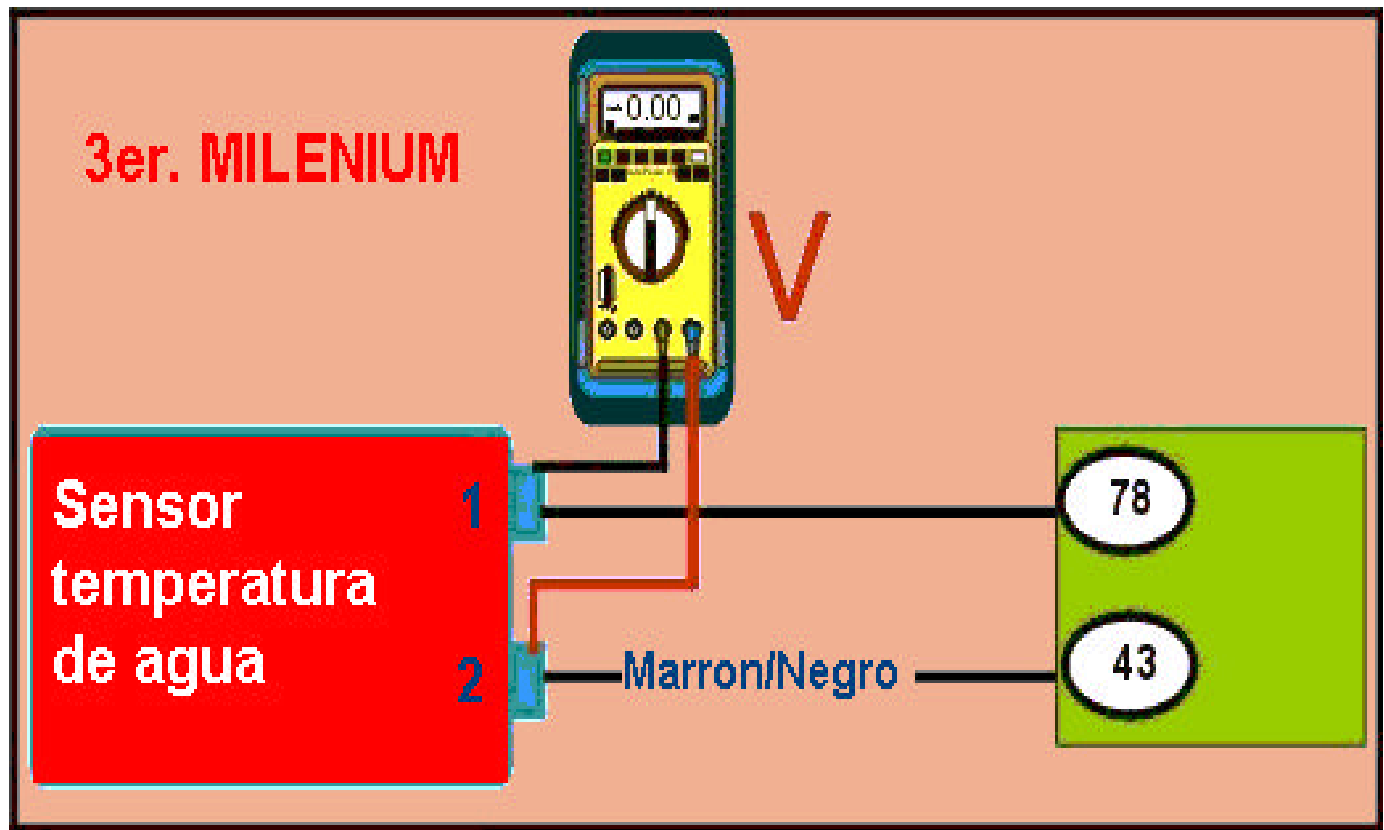 3er. MILENIUM
-0.00
V
Sensor
temperatura
de agua
1
2
Marron/Negro
78
43